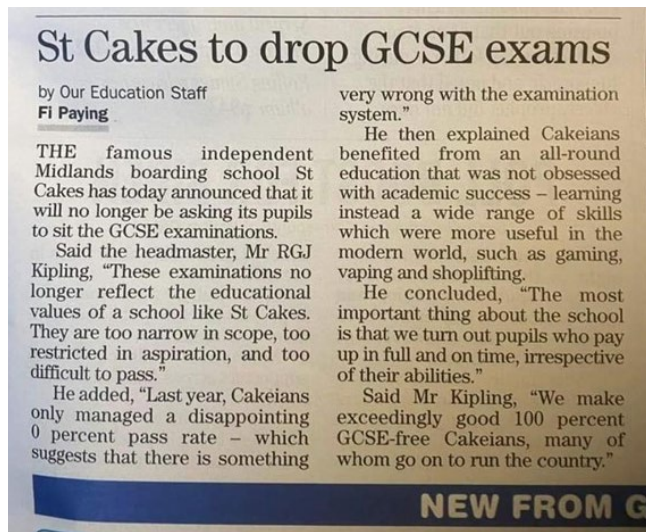 St Cakes to drop GCSE exams
by Our Education Staff
Fi Paying
THE famous independent
Midlands boarding school St
Cakes has today announced that it
will no longer be asking its pupils
to sit the GCSE examinations.
Said the headmaster, Mr RGJ
Kipling, “These examinations no
longer reflect the educational
values of a school like St Cakes.
They are too narrow in scope, too
restricted in aspiration, and too
difficult to pass.”
He added, “Last year, Cakeians
only managed a disappointing
0 percent pass rate – which
suggests that there is something
very wrong with the examination
system.”
He then explained Cakeians
benefited from an all-round
education that was not obsessed
with academic success – learning
instead a wide range of skills
which were more useful in the
modern world, such as gaming,
vaping and shoplifting.
He concluded, “The most
important thing about the school
is that we turn out pupils who pay
up in full and on time, irrespective
of their abilities.”
Said Mr Kipling, “We make
exceedingly good 100 percent
GCSE-free Cakeians, many of
whom go on to run the country.”
NEW FROM G